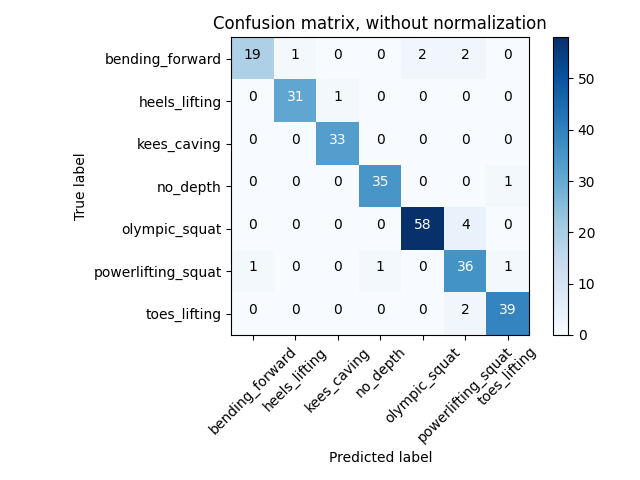 Confusion matrix, without normalization
bending_forward 19 1 0 0 2 2 0
heels_lifting 0 31 1 0 0 0 0
kees_caving 0 0 33 0 0 0 0
no_depth 0 0 0 35 0 0 1
olympic_squat 0 0 0 0 58 4 0
powerlifting_squat 1 0 0 1 0 36 1
toes_lifting 0 0 0 0 0 2 39
True label
bending_forward
heels_lifting
kees_caving
no_depth
olympic_squat
powerlifting_squat
toes_lifting
Predicted label
50
40
30
20
10
0